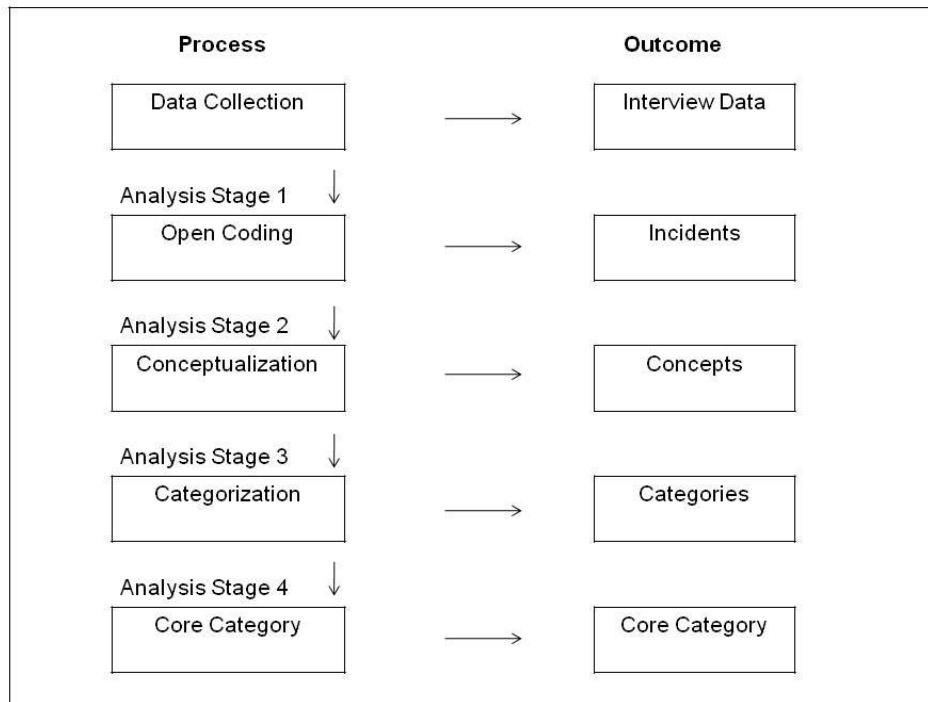 Process Outcome
Data Collection Interview Data
Analysis Stage 1
Open Coding Incidents
Analysis Stage 2
Conceptualization Concepts
Analysis Stage 3
Categorization Categories
Analysis Stage 4
Core Category Core Category